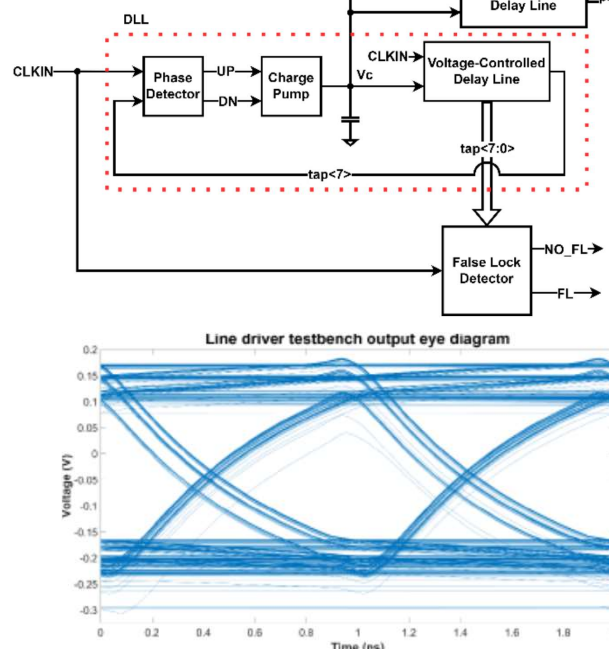 DLL
Delay Line
CLKIN
Phase Detector
UP
DN
Charge Pump
Vc
CLKIN
Voltage-Controlled Delay Line
tap<7:0>
tap<7>
False Lock Detector
NO_FL
FL
Line driver testbench output eye diagram
Voltage (V)
0.2
0.15
0.1
0.05
0
-0.05
-0.1
-0.15
-0.2
-0.25
-0.3
0 0.2 0.4 0.6 0.8 1 1.2 1.4 1.6 1.8
Time (ns)